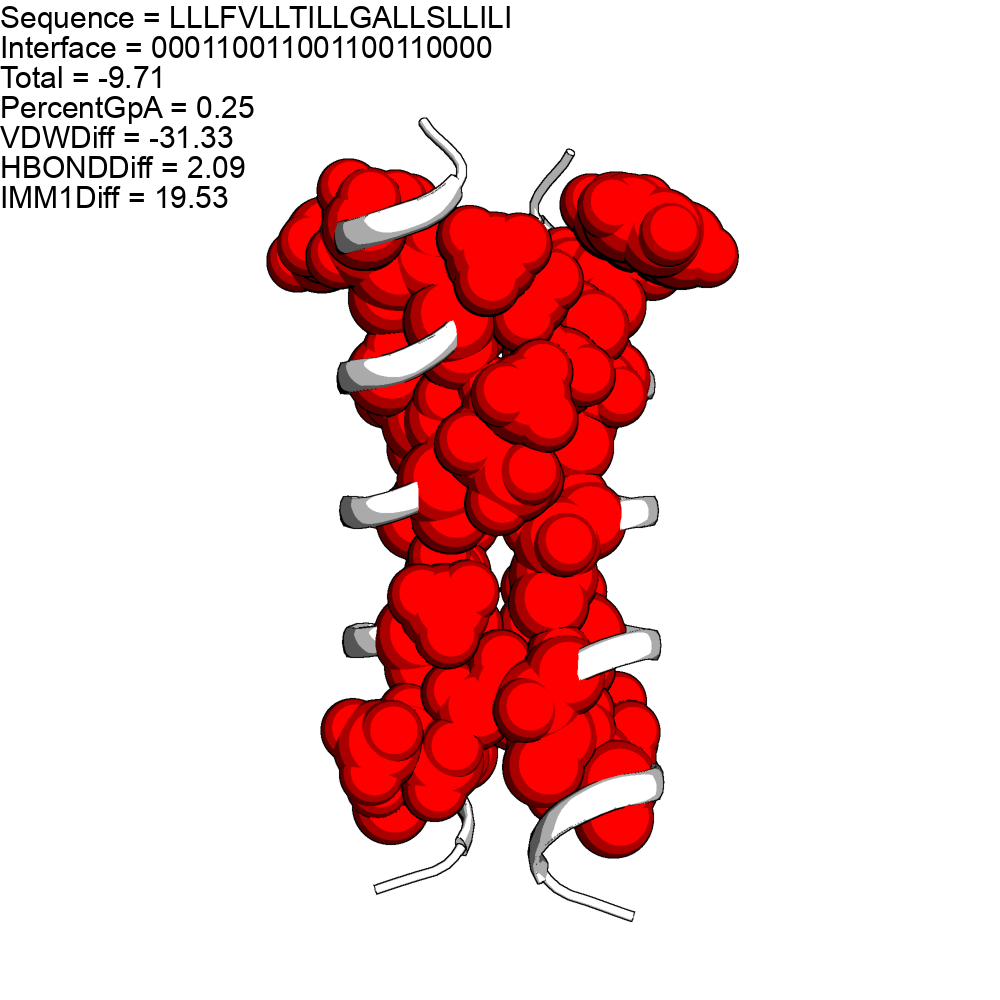 Sequence = LLLFVLLTILLGALLSLLILI
Interface = 000110011001100110000
Total = -9.71
PercentGpA = 0.25
VDWDiff = -31.33
HBONDDiff = 2.09
IMM1Diff = 19.53